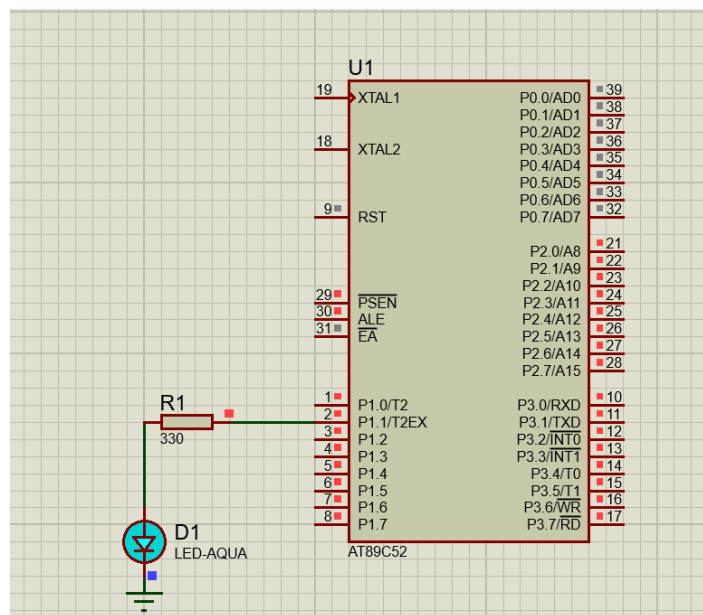 U1
19 XTAL1
18 XTAL2
9 RST
29 PSEN
30 ALE
31 EA
1 P1.0/T2
2 P1.1/T2EX
3 P1.2
4 P1.3
5 P1.4
6 P1.5
7 P1.6
8 P1.7
P0.0/AD0 39
P0.1/AD1 38
P0.2/AD2 37
P0.3/AD3 36
P0.4/AD4 35
P0.5/AD5 34
P0.6/AD6 33
P0.7/AD7 32
P2.0/A8 21
P2.1/A9 22
P2.2/A10 23
P2.3/A11 24
P2.4/A12 25
P2.5/A13 26
P2.6/A14 27
P2.7/A15 28
P3.0/RXD 10
P3.1/TXD 11
P3.2/INT0 12
P3.3/INT1 13
P3.4/T0 14
P3.5/T1 15
P3.6/WR 16
P3.7/RD 17
AT89C52
R1
330
D1
LED-AQUA